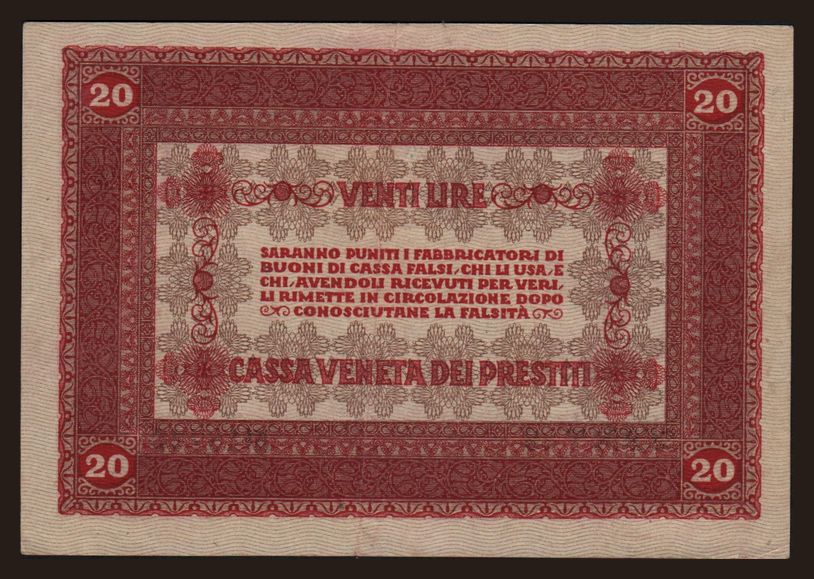 20 20
VENTI LIRE
SARANNO PUNITI I FABBRICATORI DI
BUONI DI CASSA FALSI, CHI LI USA, E
CHI, AVENDOLI RICEVUTI PER VERI,
LI RIMETTE IN CIRCOLAZIONE DOPO
CONOSCIUTANE LA FALSITÀ
CASSA VENETA DEI PRESTITI
20 20